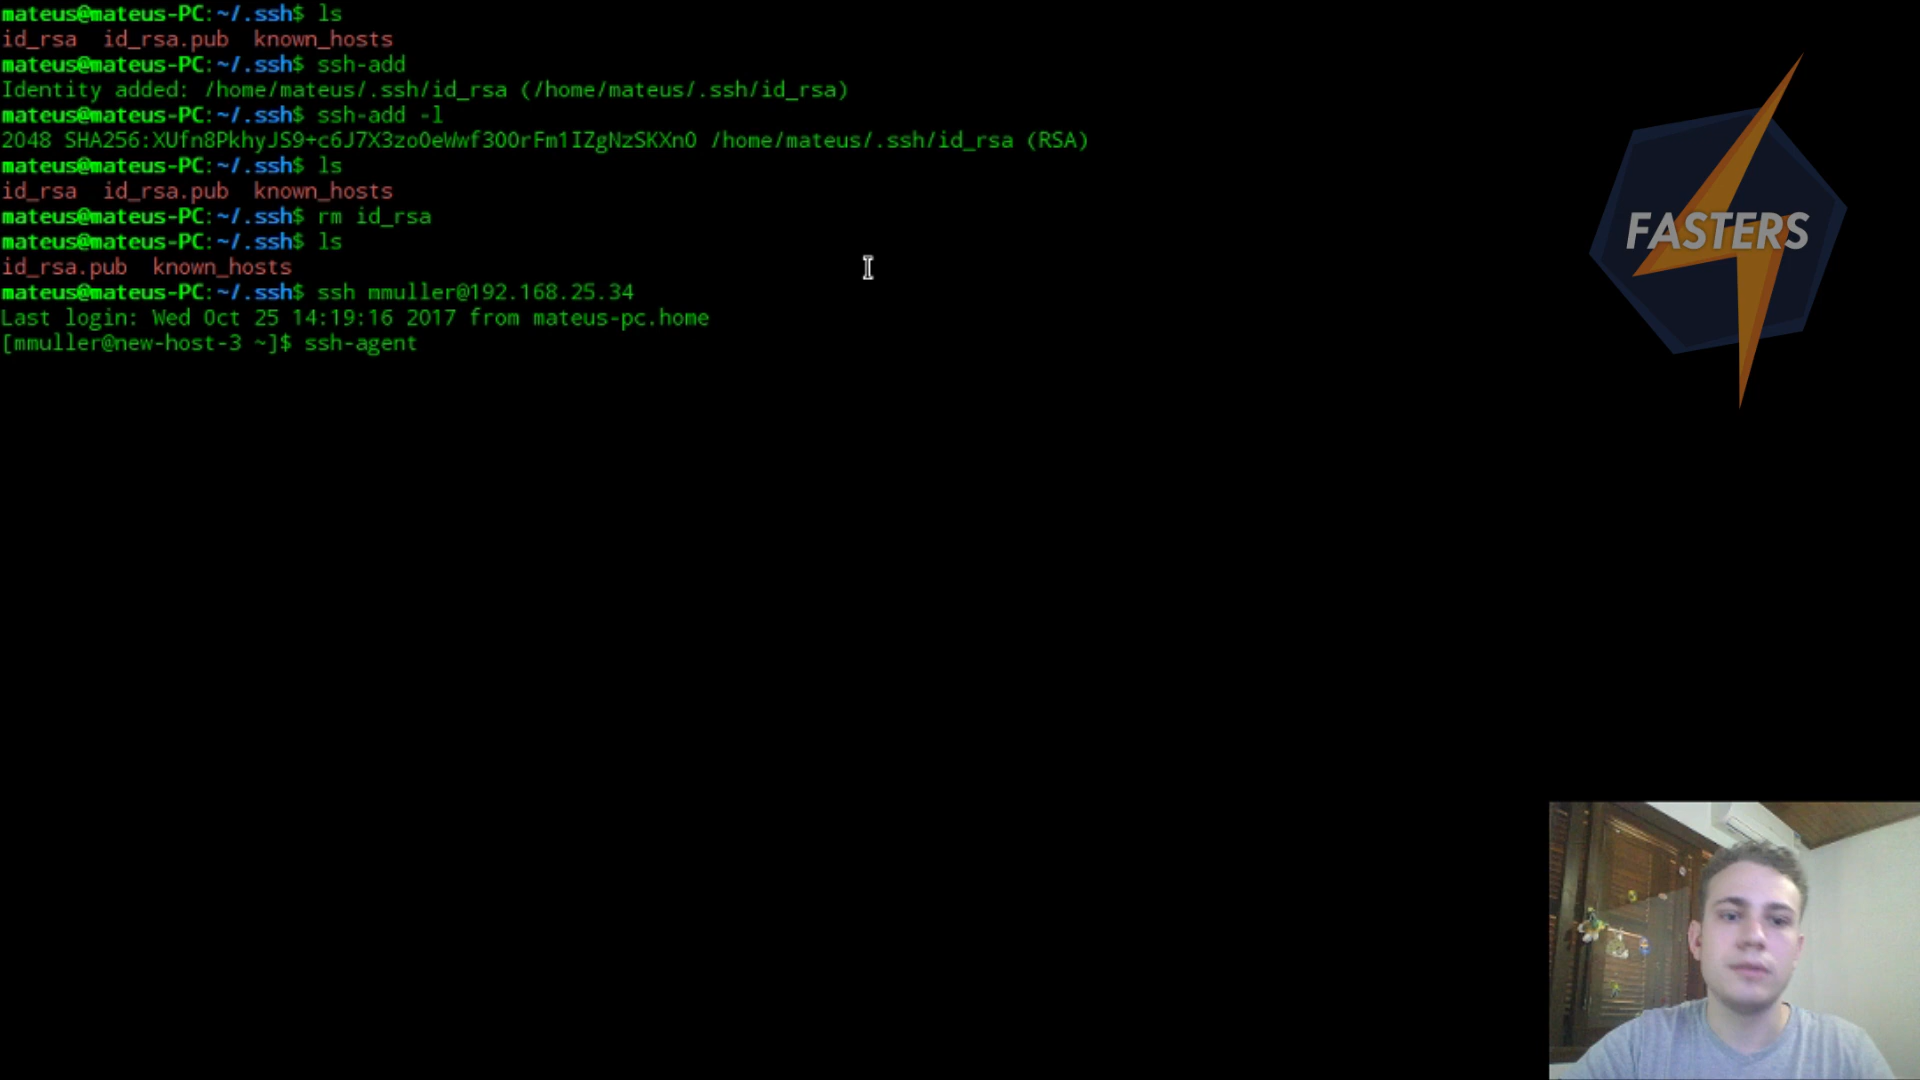 mateus@mateus-PC:~/.ssh$ ls
id_rsa  id_rsa.pub  known_hosts
mateus@mateus-PC:~/.ssh$ ssh-add
Identity added: /home/mateus/.ssh/id_rsa (/home/mateus/.ssh/id_rsa)
mateus@mateus-PC:~/.ssh$ ssh-add -l
2048 SHA256:XUfn8PkhyJS9+c6J7X3zo0eWwf300rFm1IZgNzSKXn0 /home/mateus/.ssh/id_rsa (RSA)
mateus@mateus-PC:~/.ssh$ ls
id_rsa  id_rsa.pub  known_hosts
mateus@mateus-PC:~/.ssh$ rm id_rsa
mateus@mateus-PC:~/.ssh$ ls
id_rsa.pub  known_hosts
mateus@mateus-PC:~/.ssh$ ssh mmuller@192.168.25.34
Last login: Wed Oct 25 14:19:16 2017 from mateus-pc.home
[mmuller@new-host-3 ~]$ ssh-agent
FASTERS